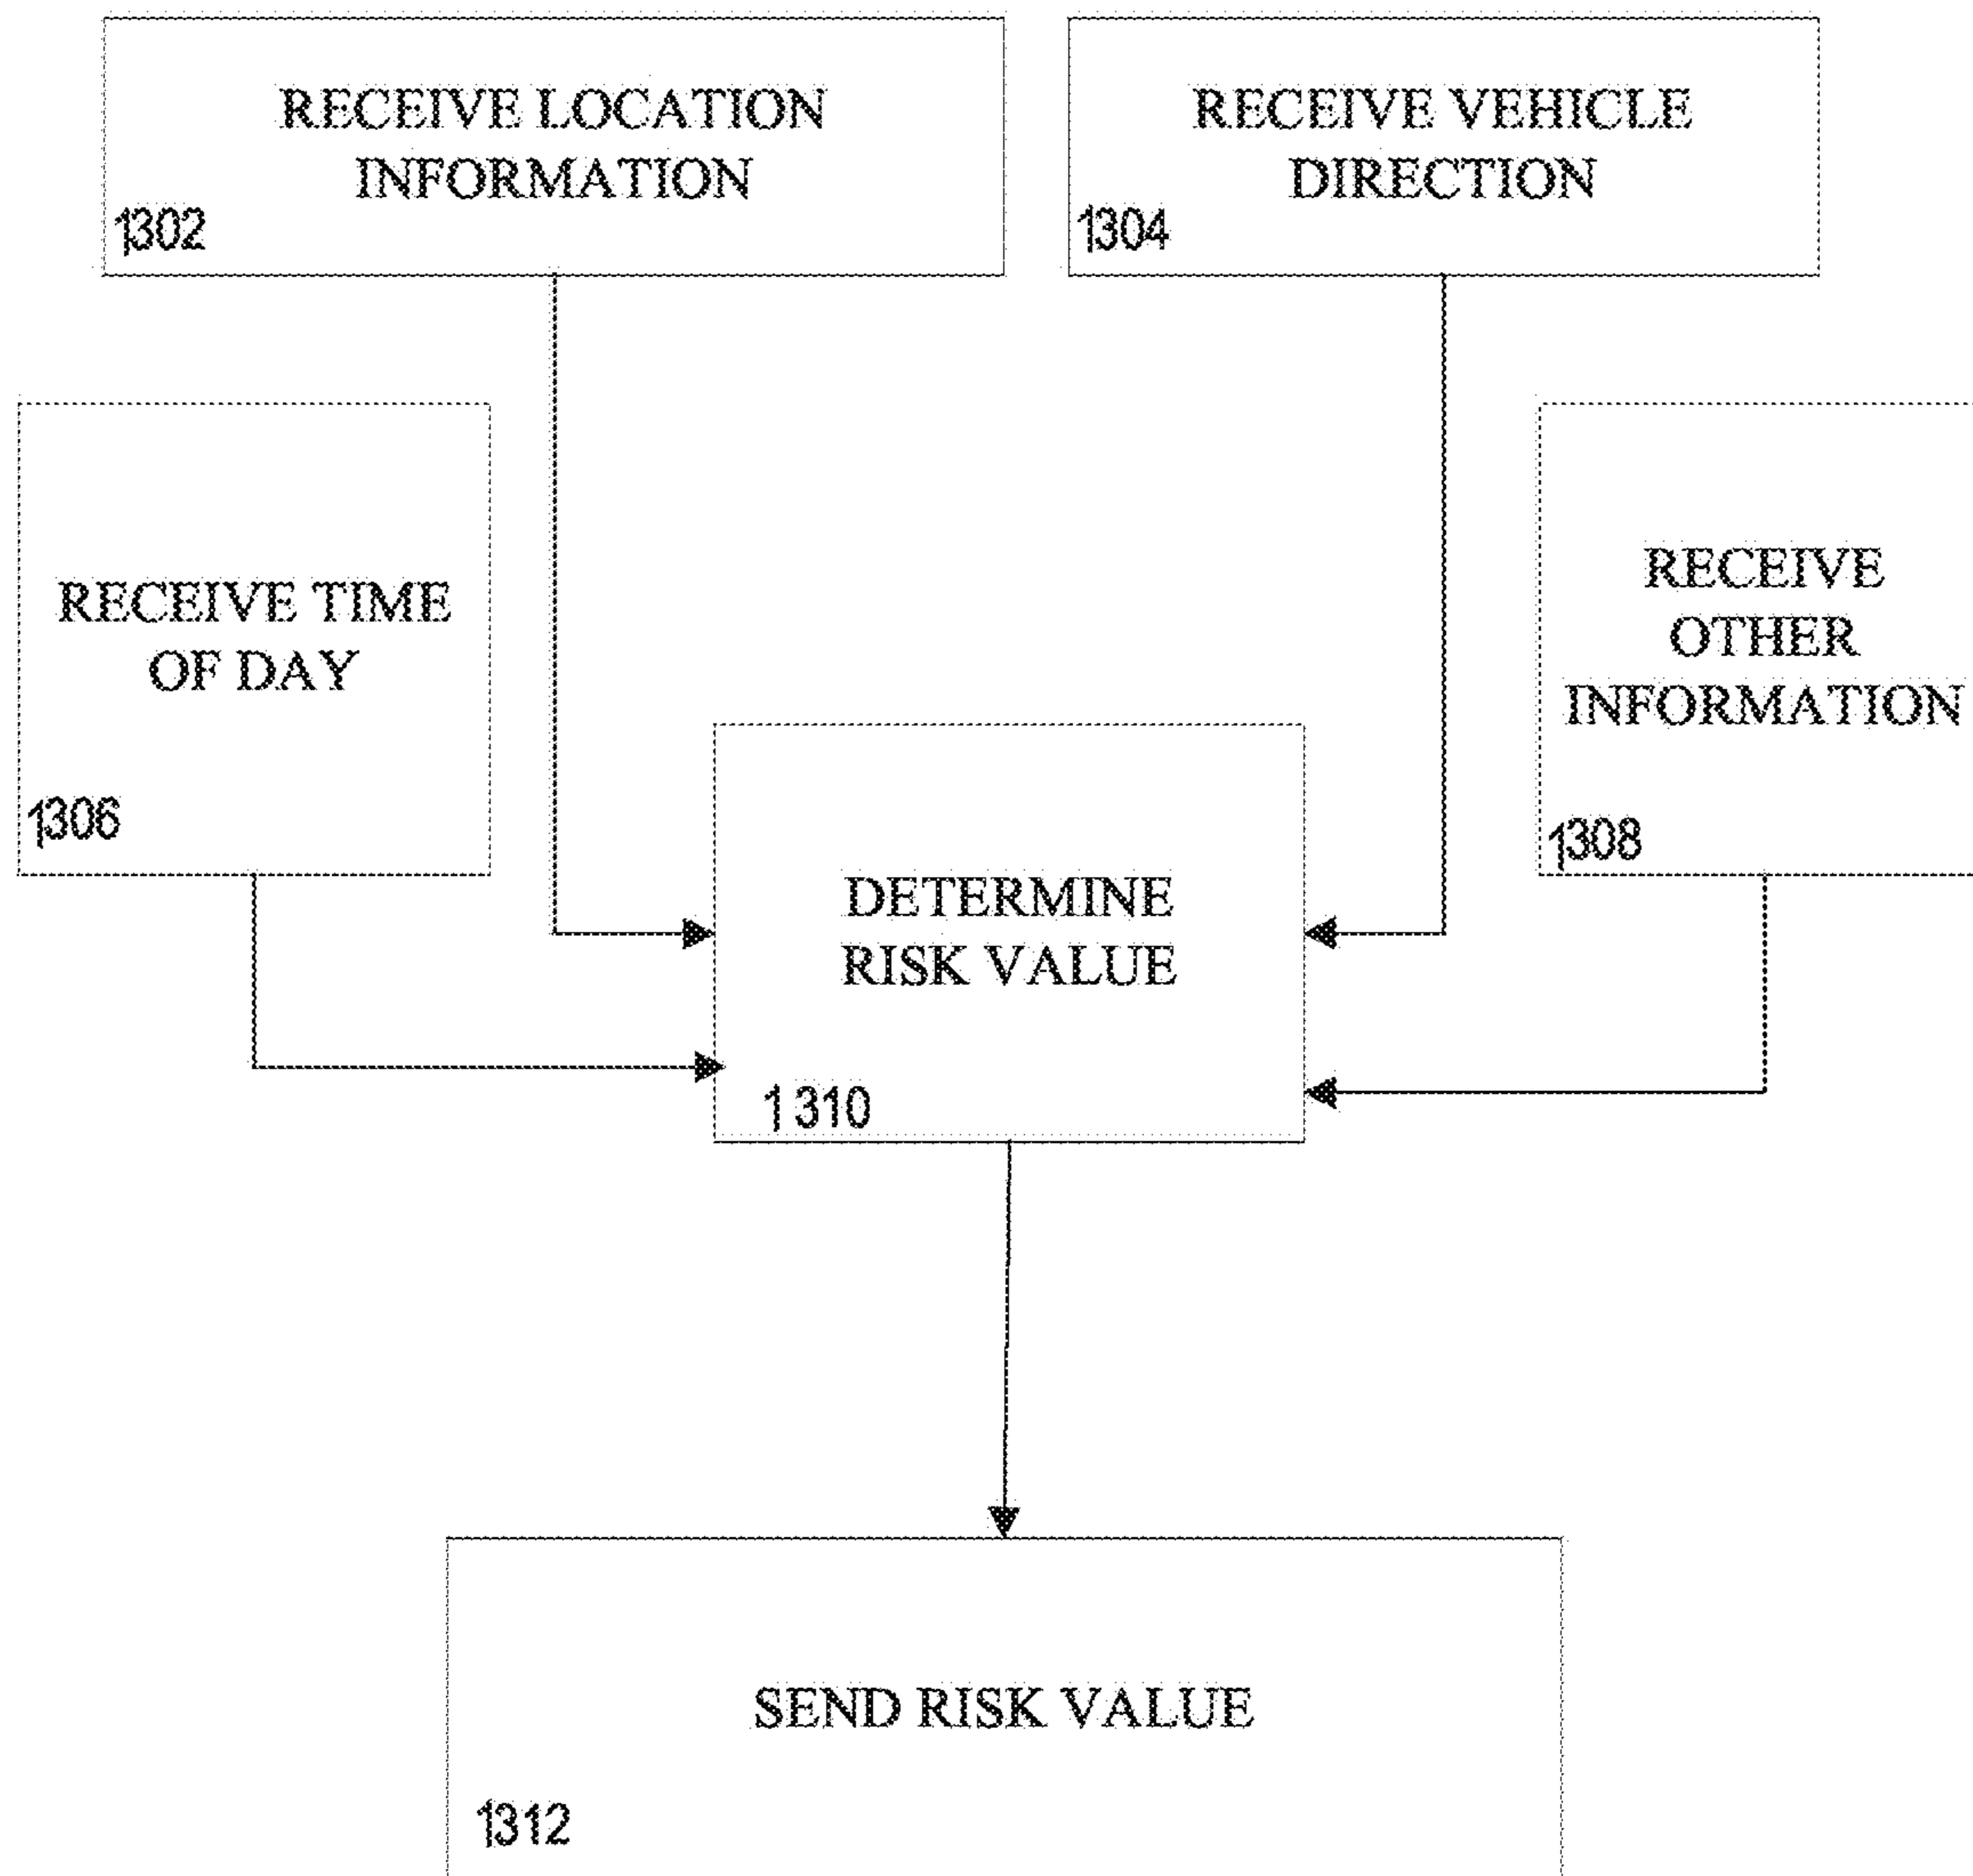 RECEIVE LOCATION
INFORMATION
1302
RECEIVE VEHICLE
DIRECTION
1304
RECEIVE TIME
OF DAY
1306
RECEIVE
OTHER
INFORMATION
1308
DETERMINE
RISK VALUE
1310
SEND RISK VALUE
1312